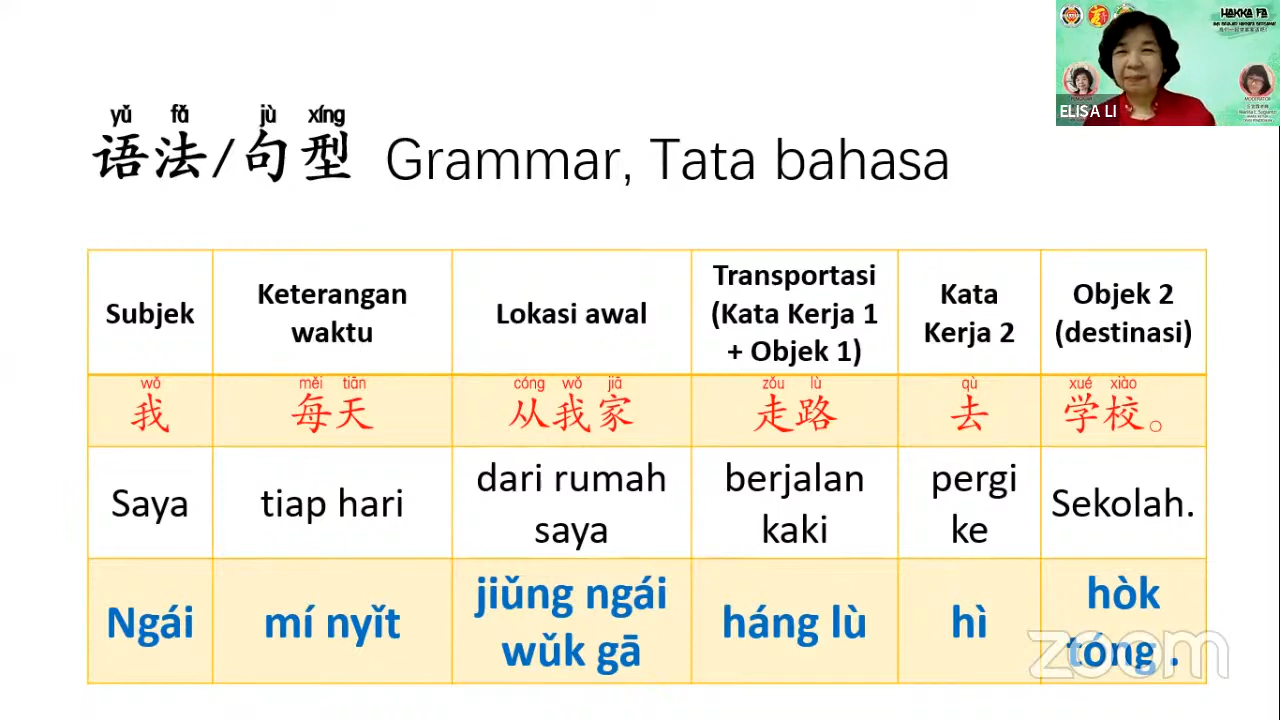 HAKKA FA
MODERATOR
ELISA LI
yǔ fǎ jù xíng
语法/句型 Grammar, Tata bahasa
Subjek
Keterangan
waktu
Lokasi awal
Transportasi
(Kata Kerja 1
+ Objek 1)
Kata
Kerja 2
Objek 2
(destinasi)
wǒ
我
měi tiān
每天
cóng wǒ jiā
从我家
zǒu lù
走路
qù
去
xué xiào
学校。
Saya
tiap hari
dari rumah
saya
berjalan
kaki
pergi
ke
Sekolah.
Ngái
mí nyǐt
jiǔng ngái
wǔk gā
háng lù
hì
hòk
tóng .
zoom